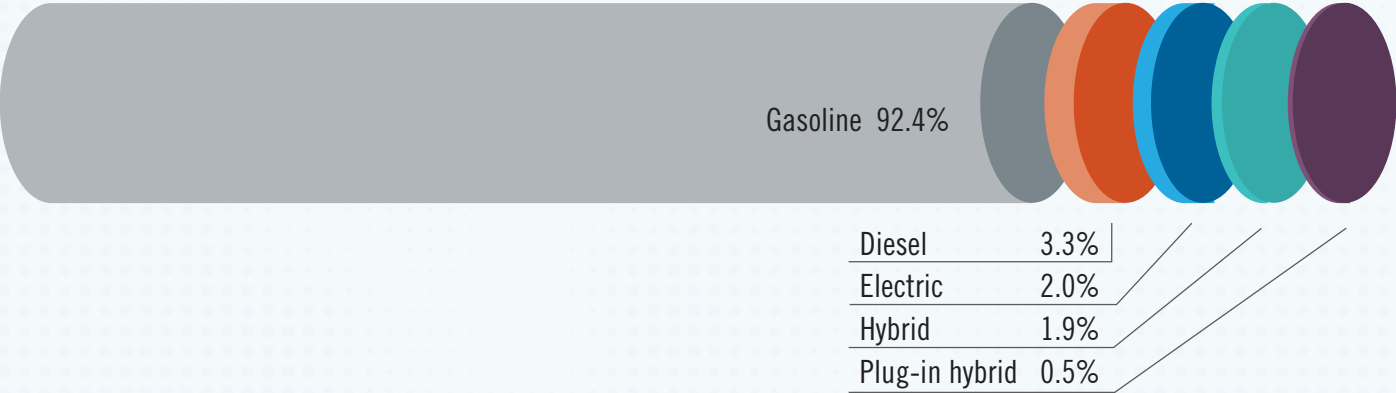 Gasoline 92.4%
Diesel 3.3%
Electric 2.0%
Hybrid 1.9%
Plug-in hybrid 0.5%